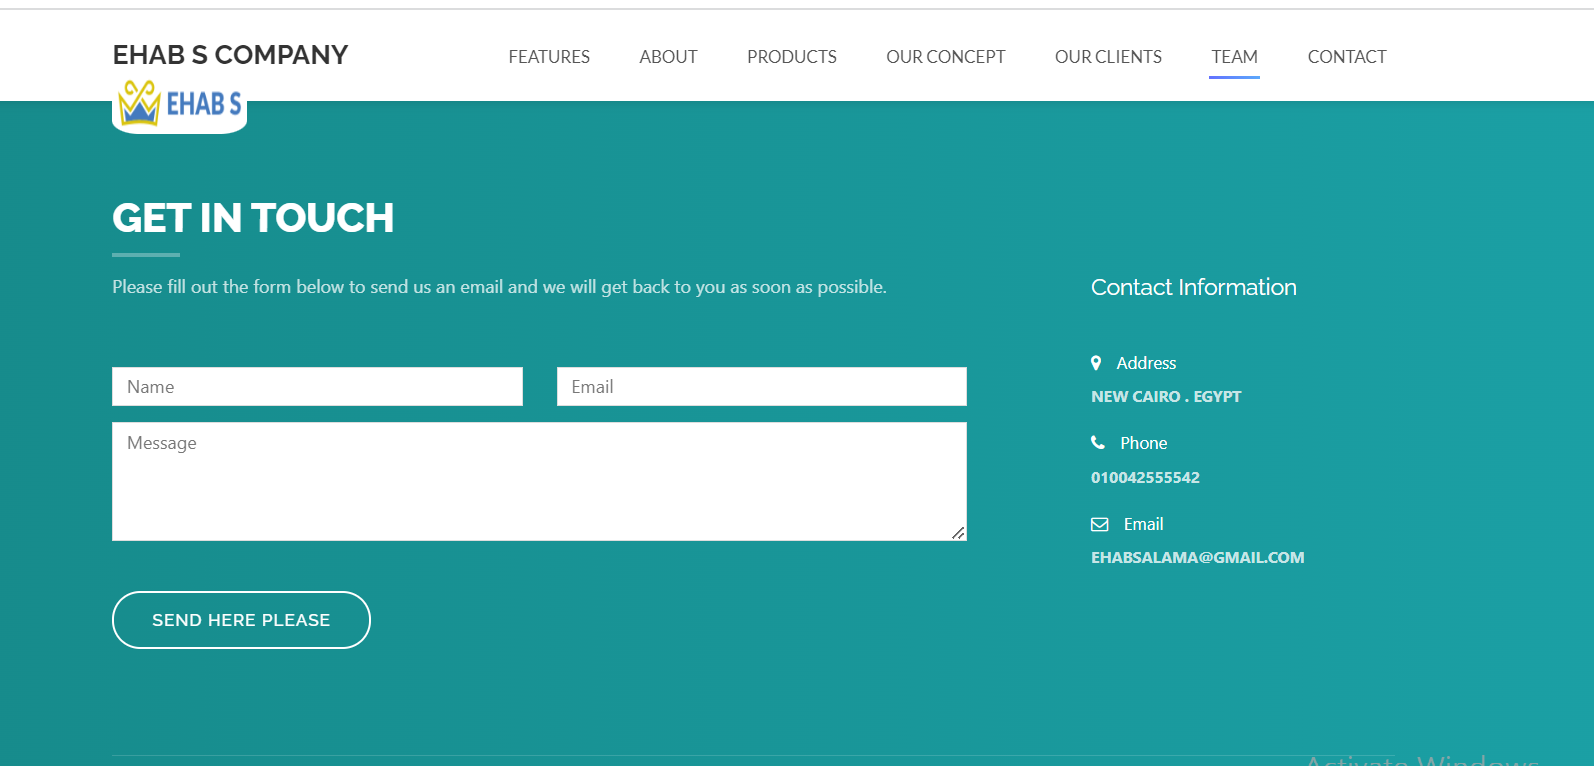 EHAB S COMPANY
EHAB S
FEATURES ABOUT PRODUCTS OUR CONCEPT OUR CLIENTS TEAM CONTACT
GET IN TOUCH
Please fill out the form below to send us an email and we will get back to you as soon as possible.
Name
Email
Message
SEND HERE PLEASE
Contact Information
Address
NEW CAIRO . EGYPT
Phone
010042555542
Email
EHABSALAMA@GMAIL.COM
Activate Windows